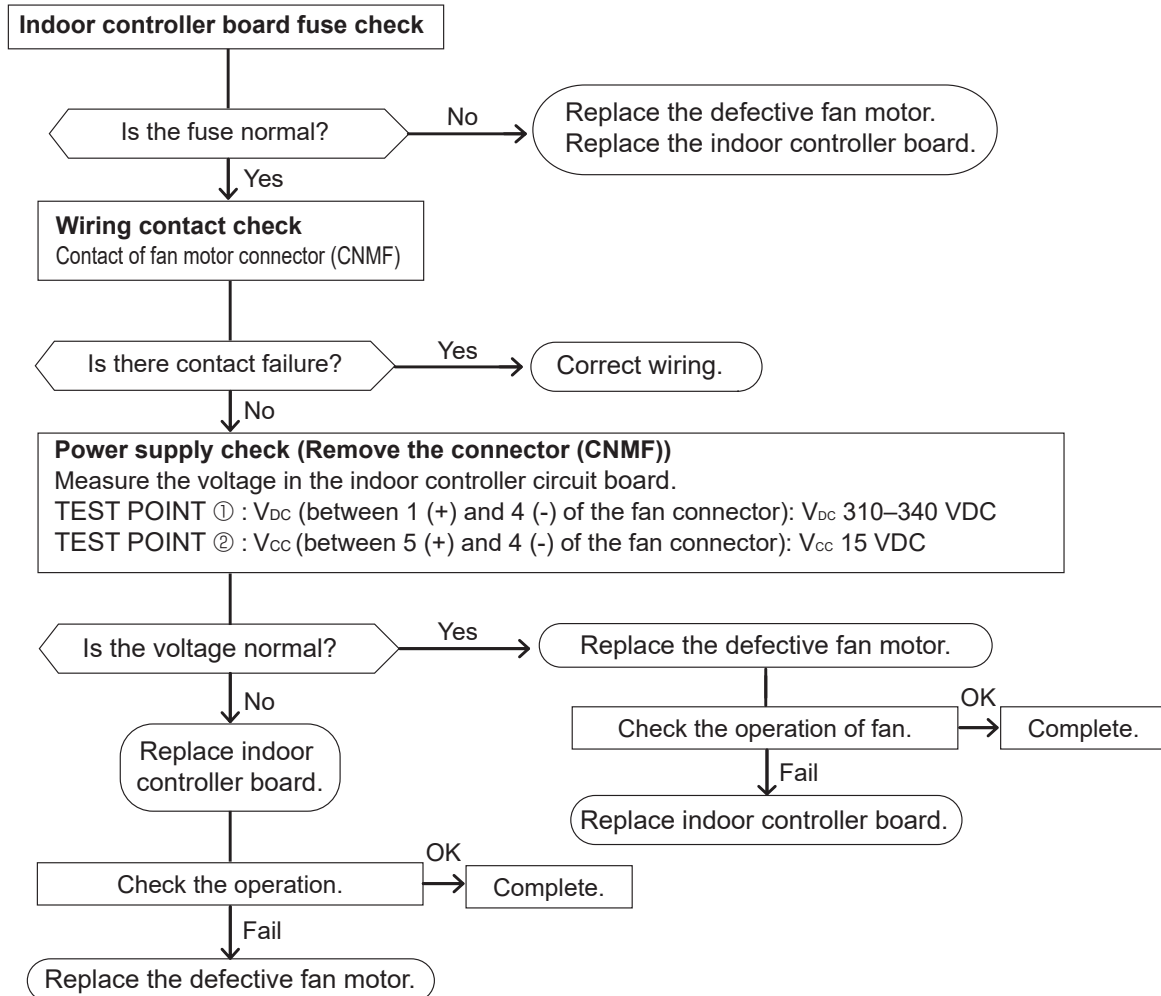 Indoor controller board fuse check
Is the fuse normal?
No
Replace the defective fan motor.
Replace the indoor controller board.
Yes
Wiring contact check
Contact of fan motor connector (CNMF)
Is there contact failure?
Yes
Correct wiring.
No
Power supply check (Remove the connector (CNMF))
Measure the voltage in the indoor controller circuit board.
TEST POINT ① : VDC (between 1 (+) and 4 (-) of the fan connector): VDC 310–340 VDC
TEST POINT ② : VCC (between 5 (+) and 4 (-) of the fan connector): VCC 15 VDC
Is the voltage normal?
Yes
Replace the defective fan motor.
No
Check the operation of fan.
OK
Complete.
Fail
Replace indoor controller board.
Replace indoor
controller board.
Check the operation.
OK
Complete.
Fail
Replace the defective fan motor.